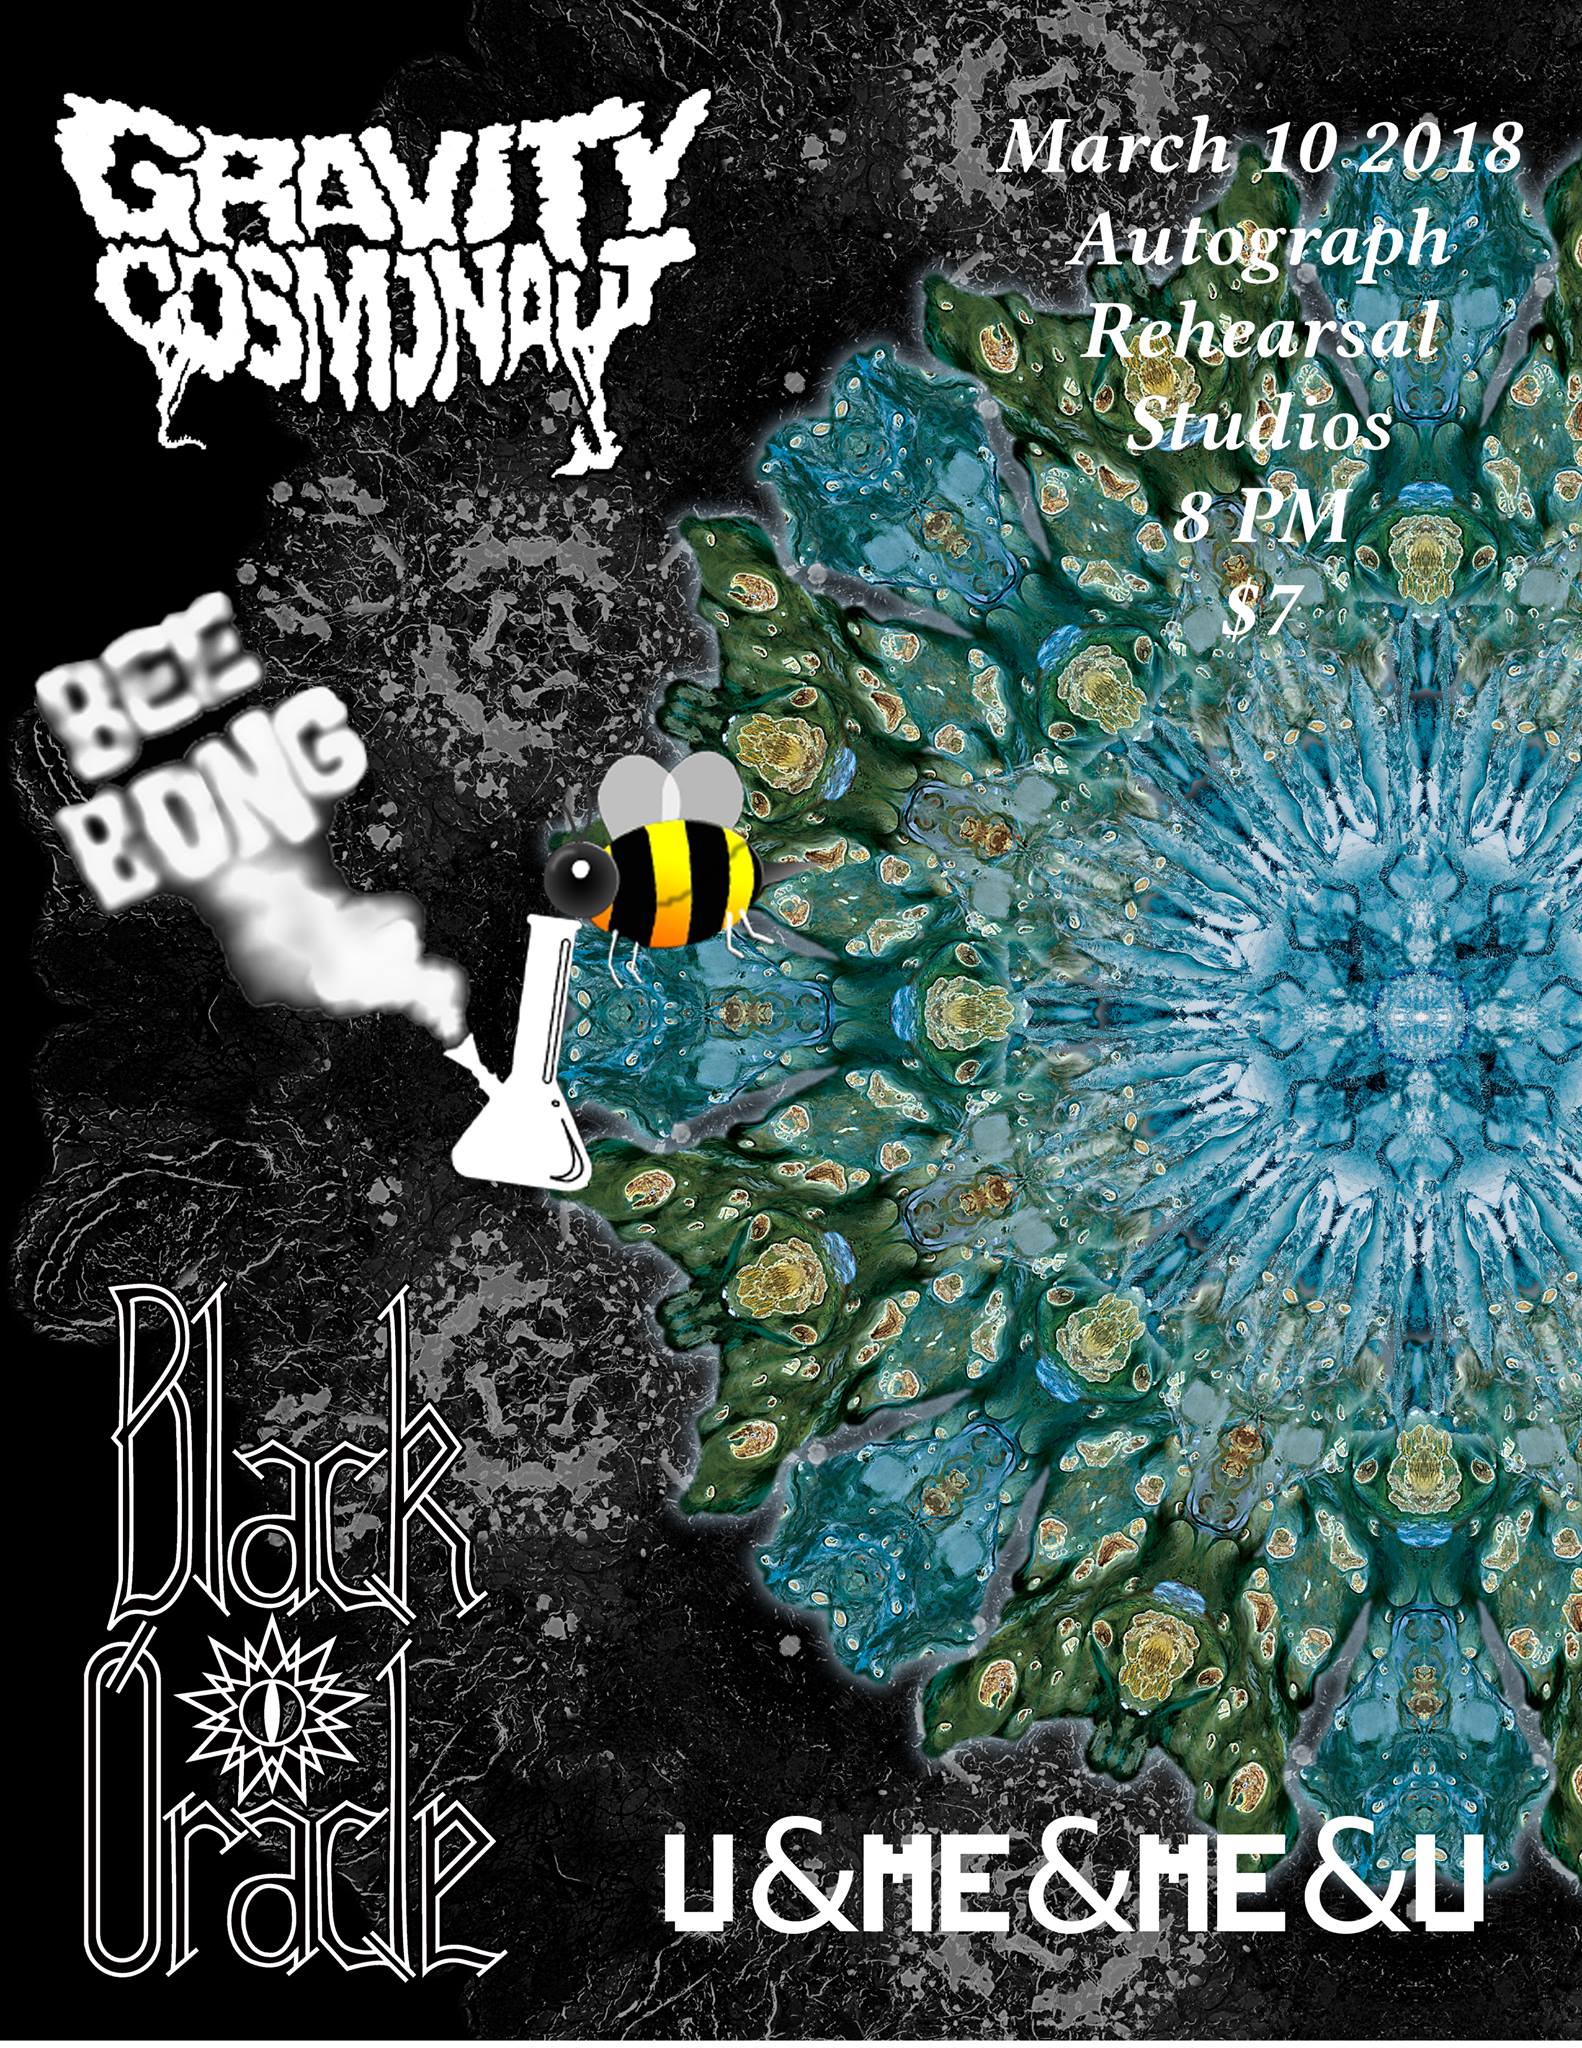 GRAVITY
COSMONAUT
March 10 2018
Autograph
Rehearsal
Studios
8 PM
$7
BEE
BONG
Black
Oracle
U&ME&ME&U